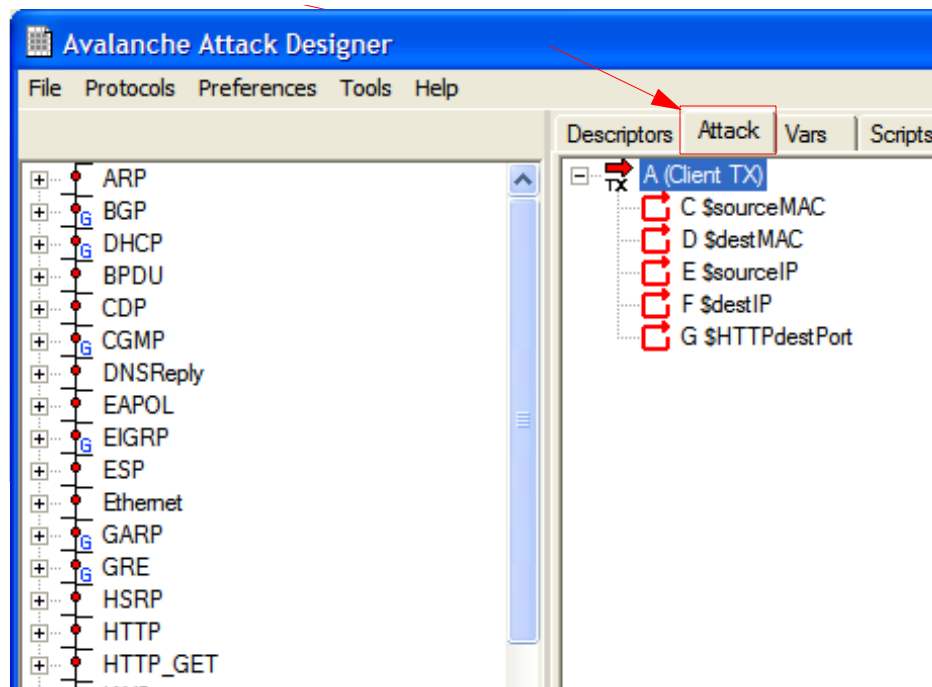 Avalanche Attack Designer
File Protocols Preferences Tools Help
Descriptors Attack Vars Scripts
ARP
G BGP
G DHCP
BPDU
CDP
G CGMP
DNSReply
EAPOL
G EIGRP
ESP
Ethernet
G GARP
G GRE
HSRP
HTTP
HTTP_GET
TX A (Client TX)
C $sourceMAC
D $destMAC
E $sourceIP
F $destIP
G $HTTPdestPort